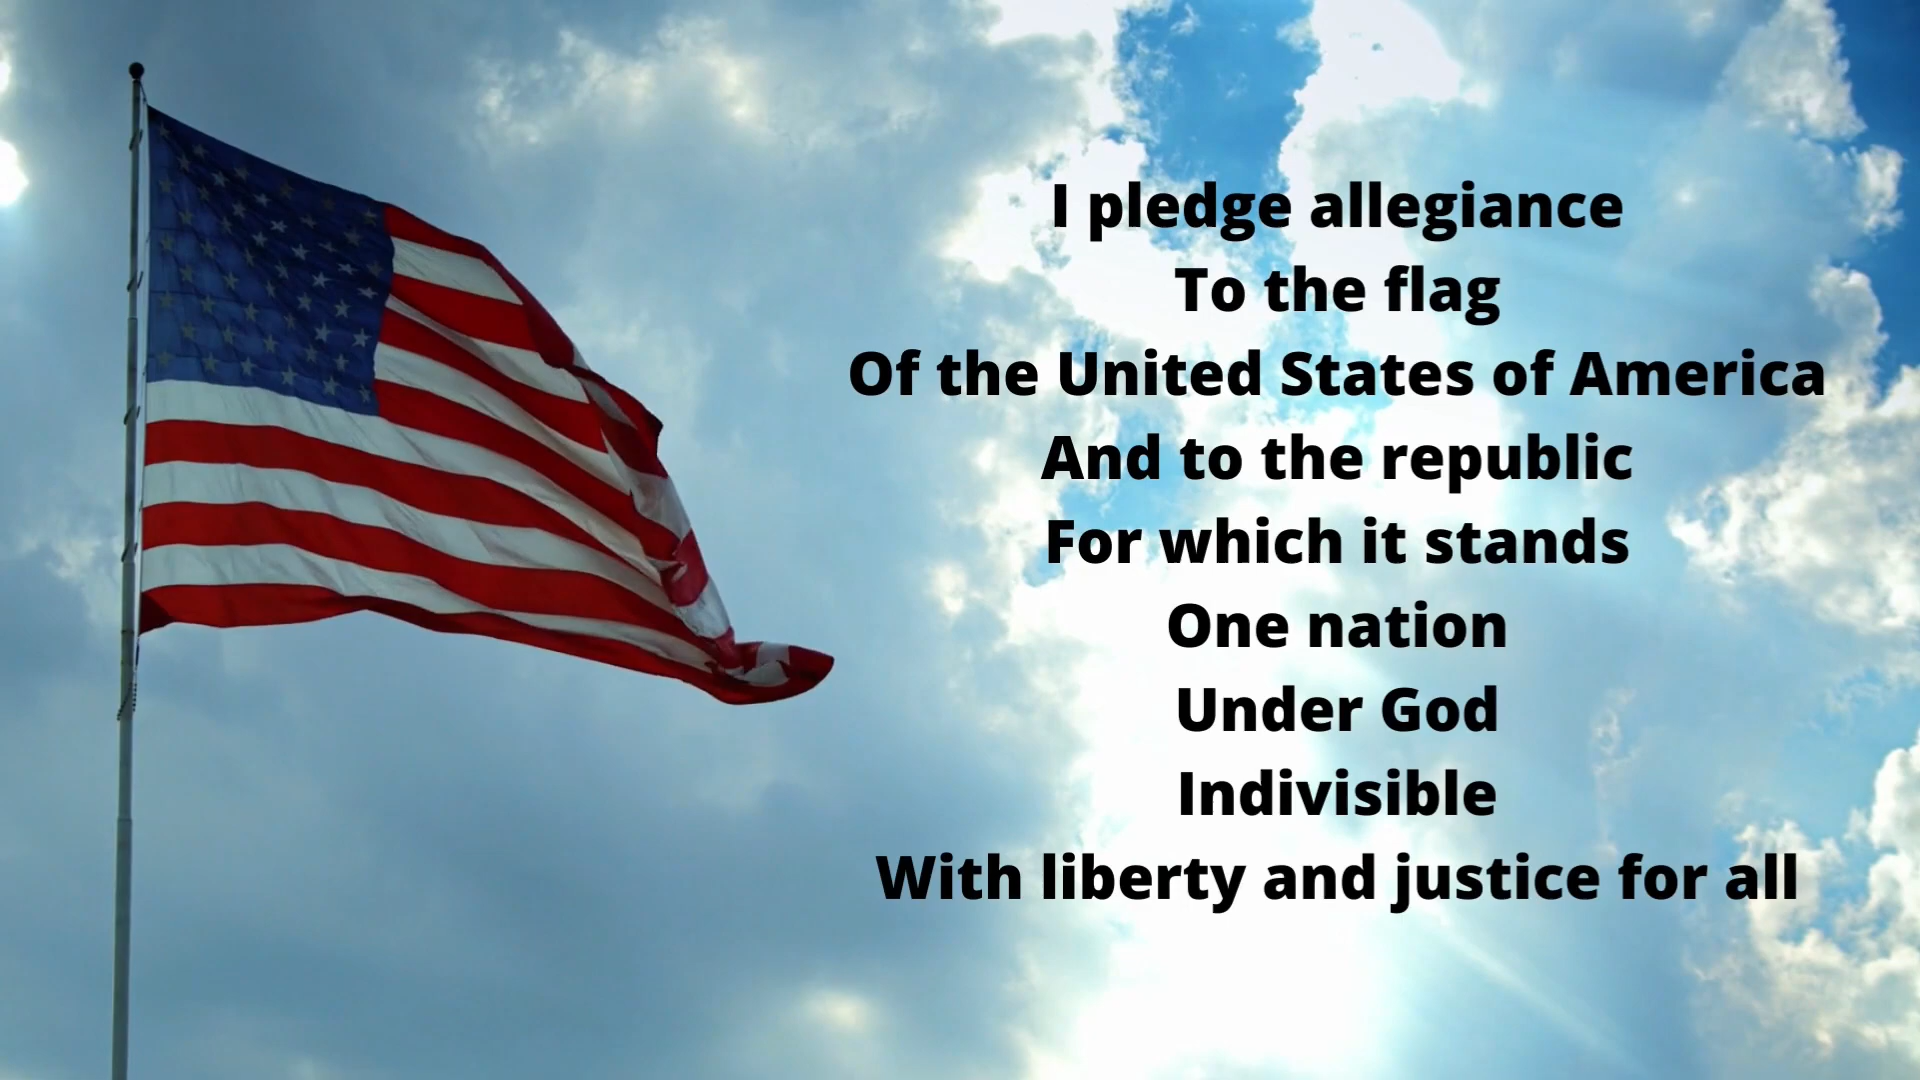 I pledge allegiance
To the flag
Of the United States of America
And to the republic
For which it stands
One nation
Under God
Indivisible
With liberty and justice for all